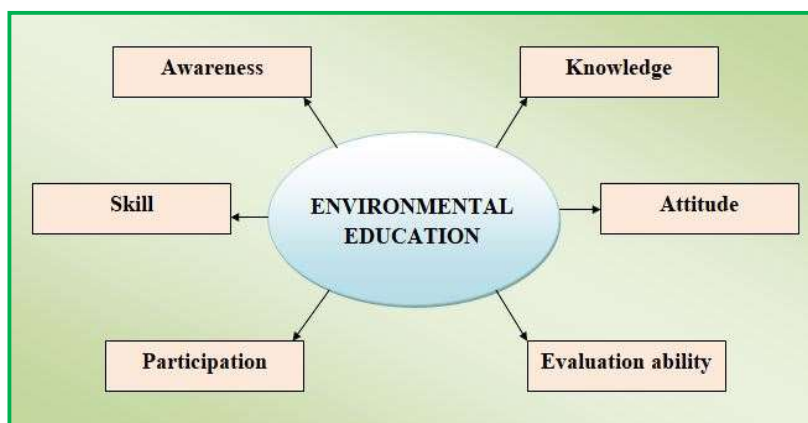 Awareness
Knowledge
Skill
ENVIRONMENTAL
EDUCATION
Attitude
Participation
Evaluation ability